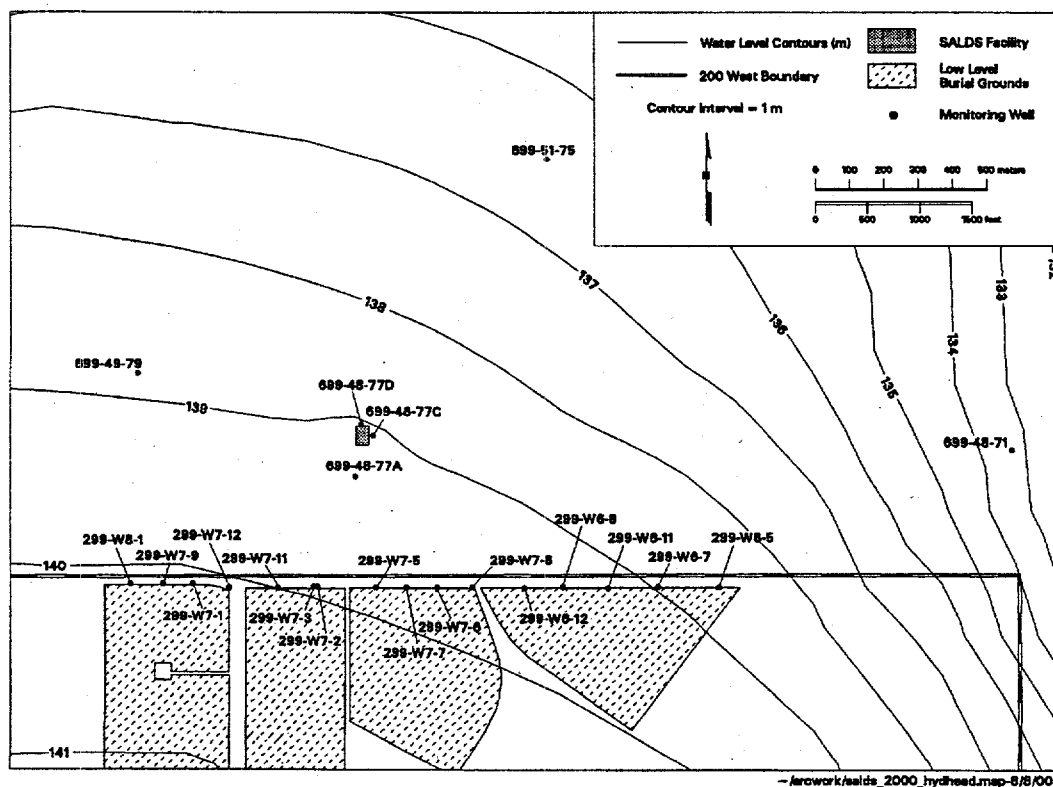 Water Level Contours (m)
SALDS Facility
200 West Boundary
Low Level
Burial Grounds
Contour Interval = 1 m
Monitoring Well
0 100 200 300 400 500 meters
0 500 1000 1500 feet
699-51-75
132
133
137
138
136
134
135
699-49-79
139
699-48-77D
699-48-77C
699-48-77A
699-48-71
299-W6-8
299-W8-1
299-W7-12
299-W7-9
299-W7-11
299-W7-5
299-W7-8
299-W6-11
299-W6-7
299-W6-5
140
299-W7-1
299-W7-3
299-W7-2
299-W7-6
299-W7-7
299-W6-12
141
~/arcwork/salds_2000_hydhead.map-8/8/00